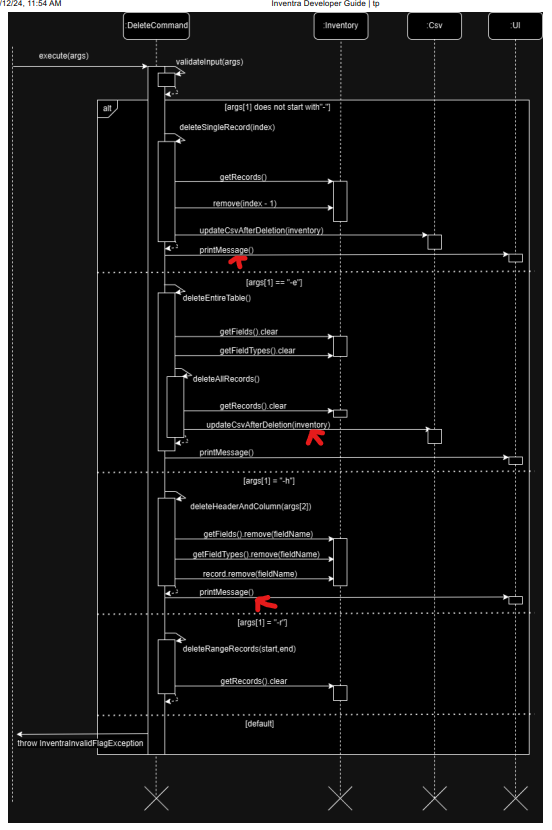 /12/24, 11:54 AM Inventra Developer Guide | tp
:DeleteCommand :Inventory :Csv :UI
execute(args)
validateInput(args)
alt
[args[1] does not start with"-"]
deleteSingleRecord(index)
getRecords()
remove(index - 1)
updateCsvAfterDeletion(inventory)
printMessage()
[args[1] == "-e"]
deleteEntireTable()
getFields().clear
getFieldTypes().clear
deleteAllRecords()
getRecords().clear
updateCsvAfterDeletion(inventory)
printMessage()
[args[1] = "-h"]
deleteHeaderAndColumn(args[2])
getFields().remove(fieldName)
getFieldTypes().remove(fieldName)
record.remove(fieldName)
printMessage()
[args[1] = "-r"]
deleteRangeRecords(start,end)
getRecords().clear
[default]
throw InventraInvalidFlagException